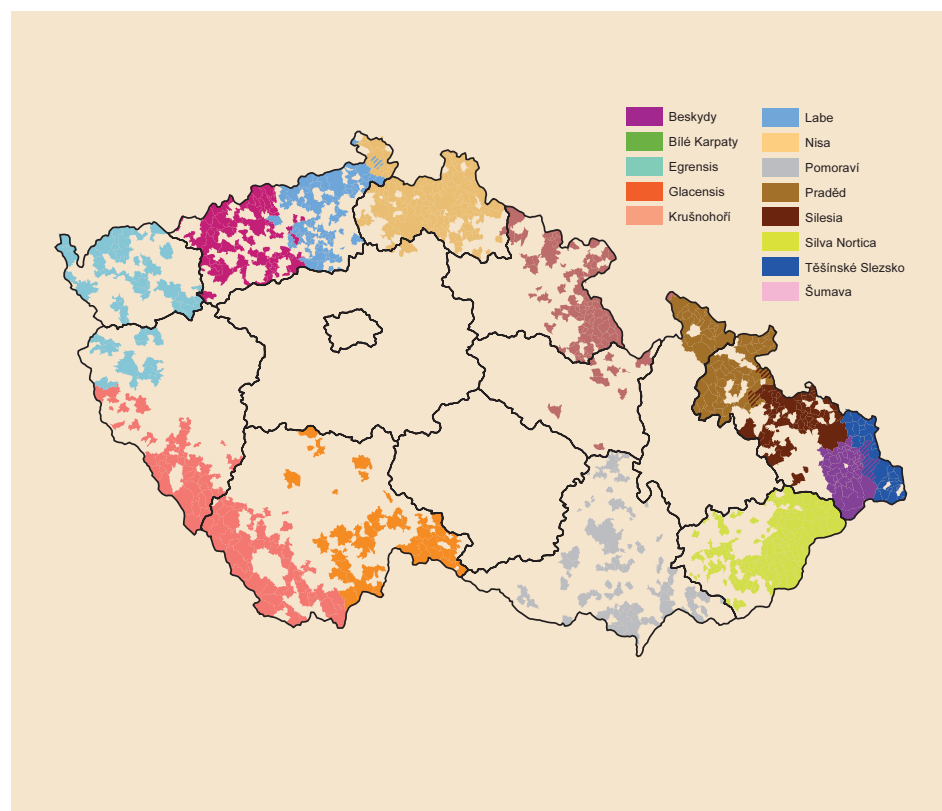 Beskydy
Bílé Karpaty
Egrensis
Glacensis
Krušnohoří
Labe
Nisa
Pomoraví
Praděd
Silesia
Silva Nortica
Těšínské Slezsko
Šumava